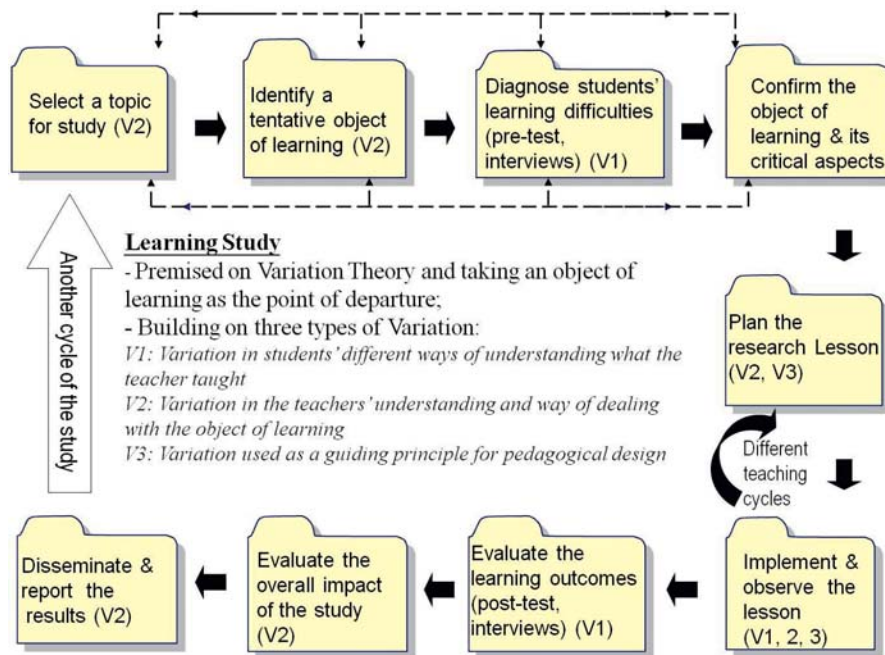 Select a topic
for study (V2)
Identify a
tentative object
of learning (V2)
Diagnose students'
learning difficulties
(pre-test,
interviews) (V1)
Confirm the
object of
learning & its
critical aspects
Learning Study
- Premised on Variation Theory and taking an object of
learning as the point of departure;
- Building on three types of Variation:
V1: Variation in students' different ways of understanding what the
teacher taught
V2: Variation in the teachers' understanding and way of dealing
with the object of learning
V3: Variation used as a guiding principle for pedagogical design
Another cycle of the study
Plan the
research Lesson
(V2, V3)
Different
teaching
cycles
Implement &
observe the
lesson
(V1, 2, 3)
Evaluate the
learning outcomes
(post-test,
interviews) (V1)
Evaluate the
overall impact
of the study
(V2)
Disseminate &
report the
results (V2)